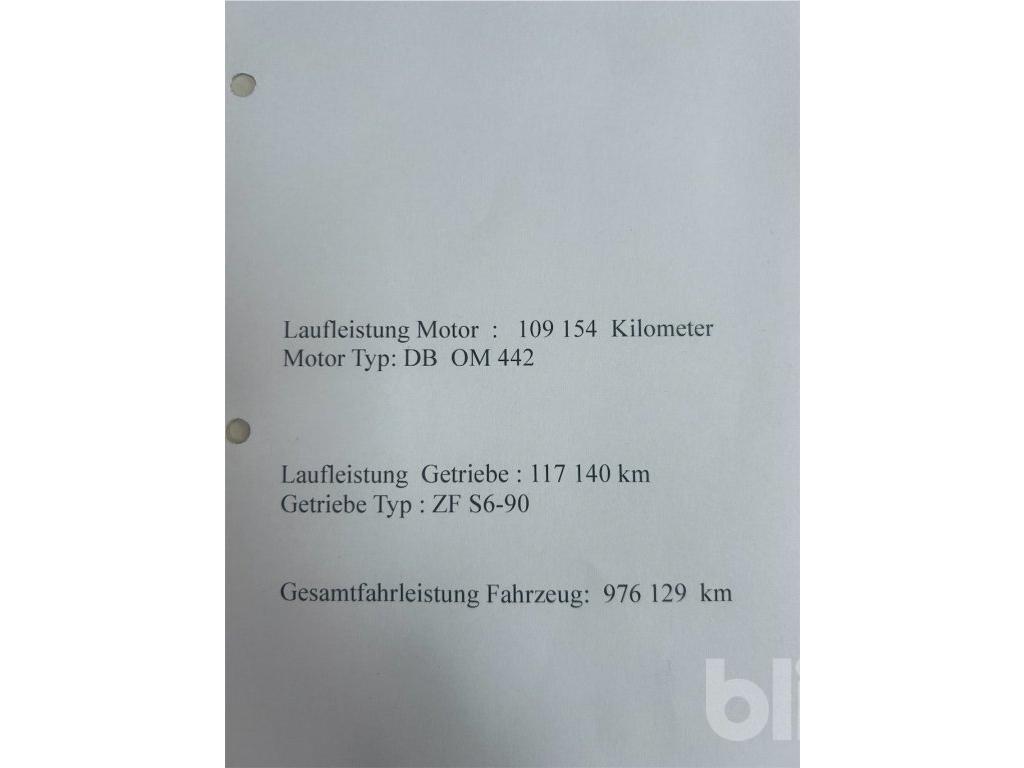 Laufleistung Motor : 109 154 Kilometer
Motor Typ: DB OM 442
Laufleistung Getriebe : 117 140 km
Getriebe Typ : ZF S6-90
Gesamtfahrleistung Fahrzeug: 976 129 km